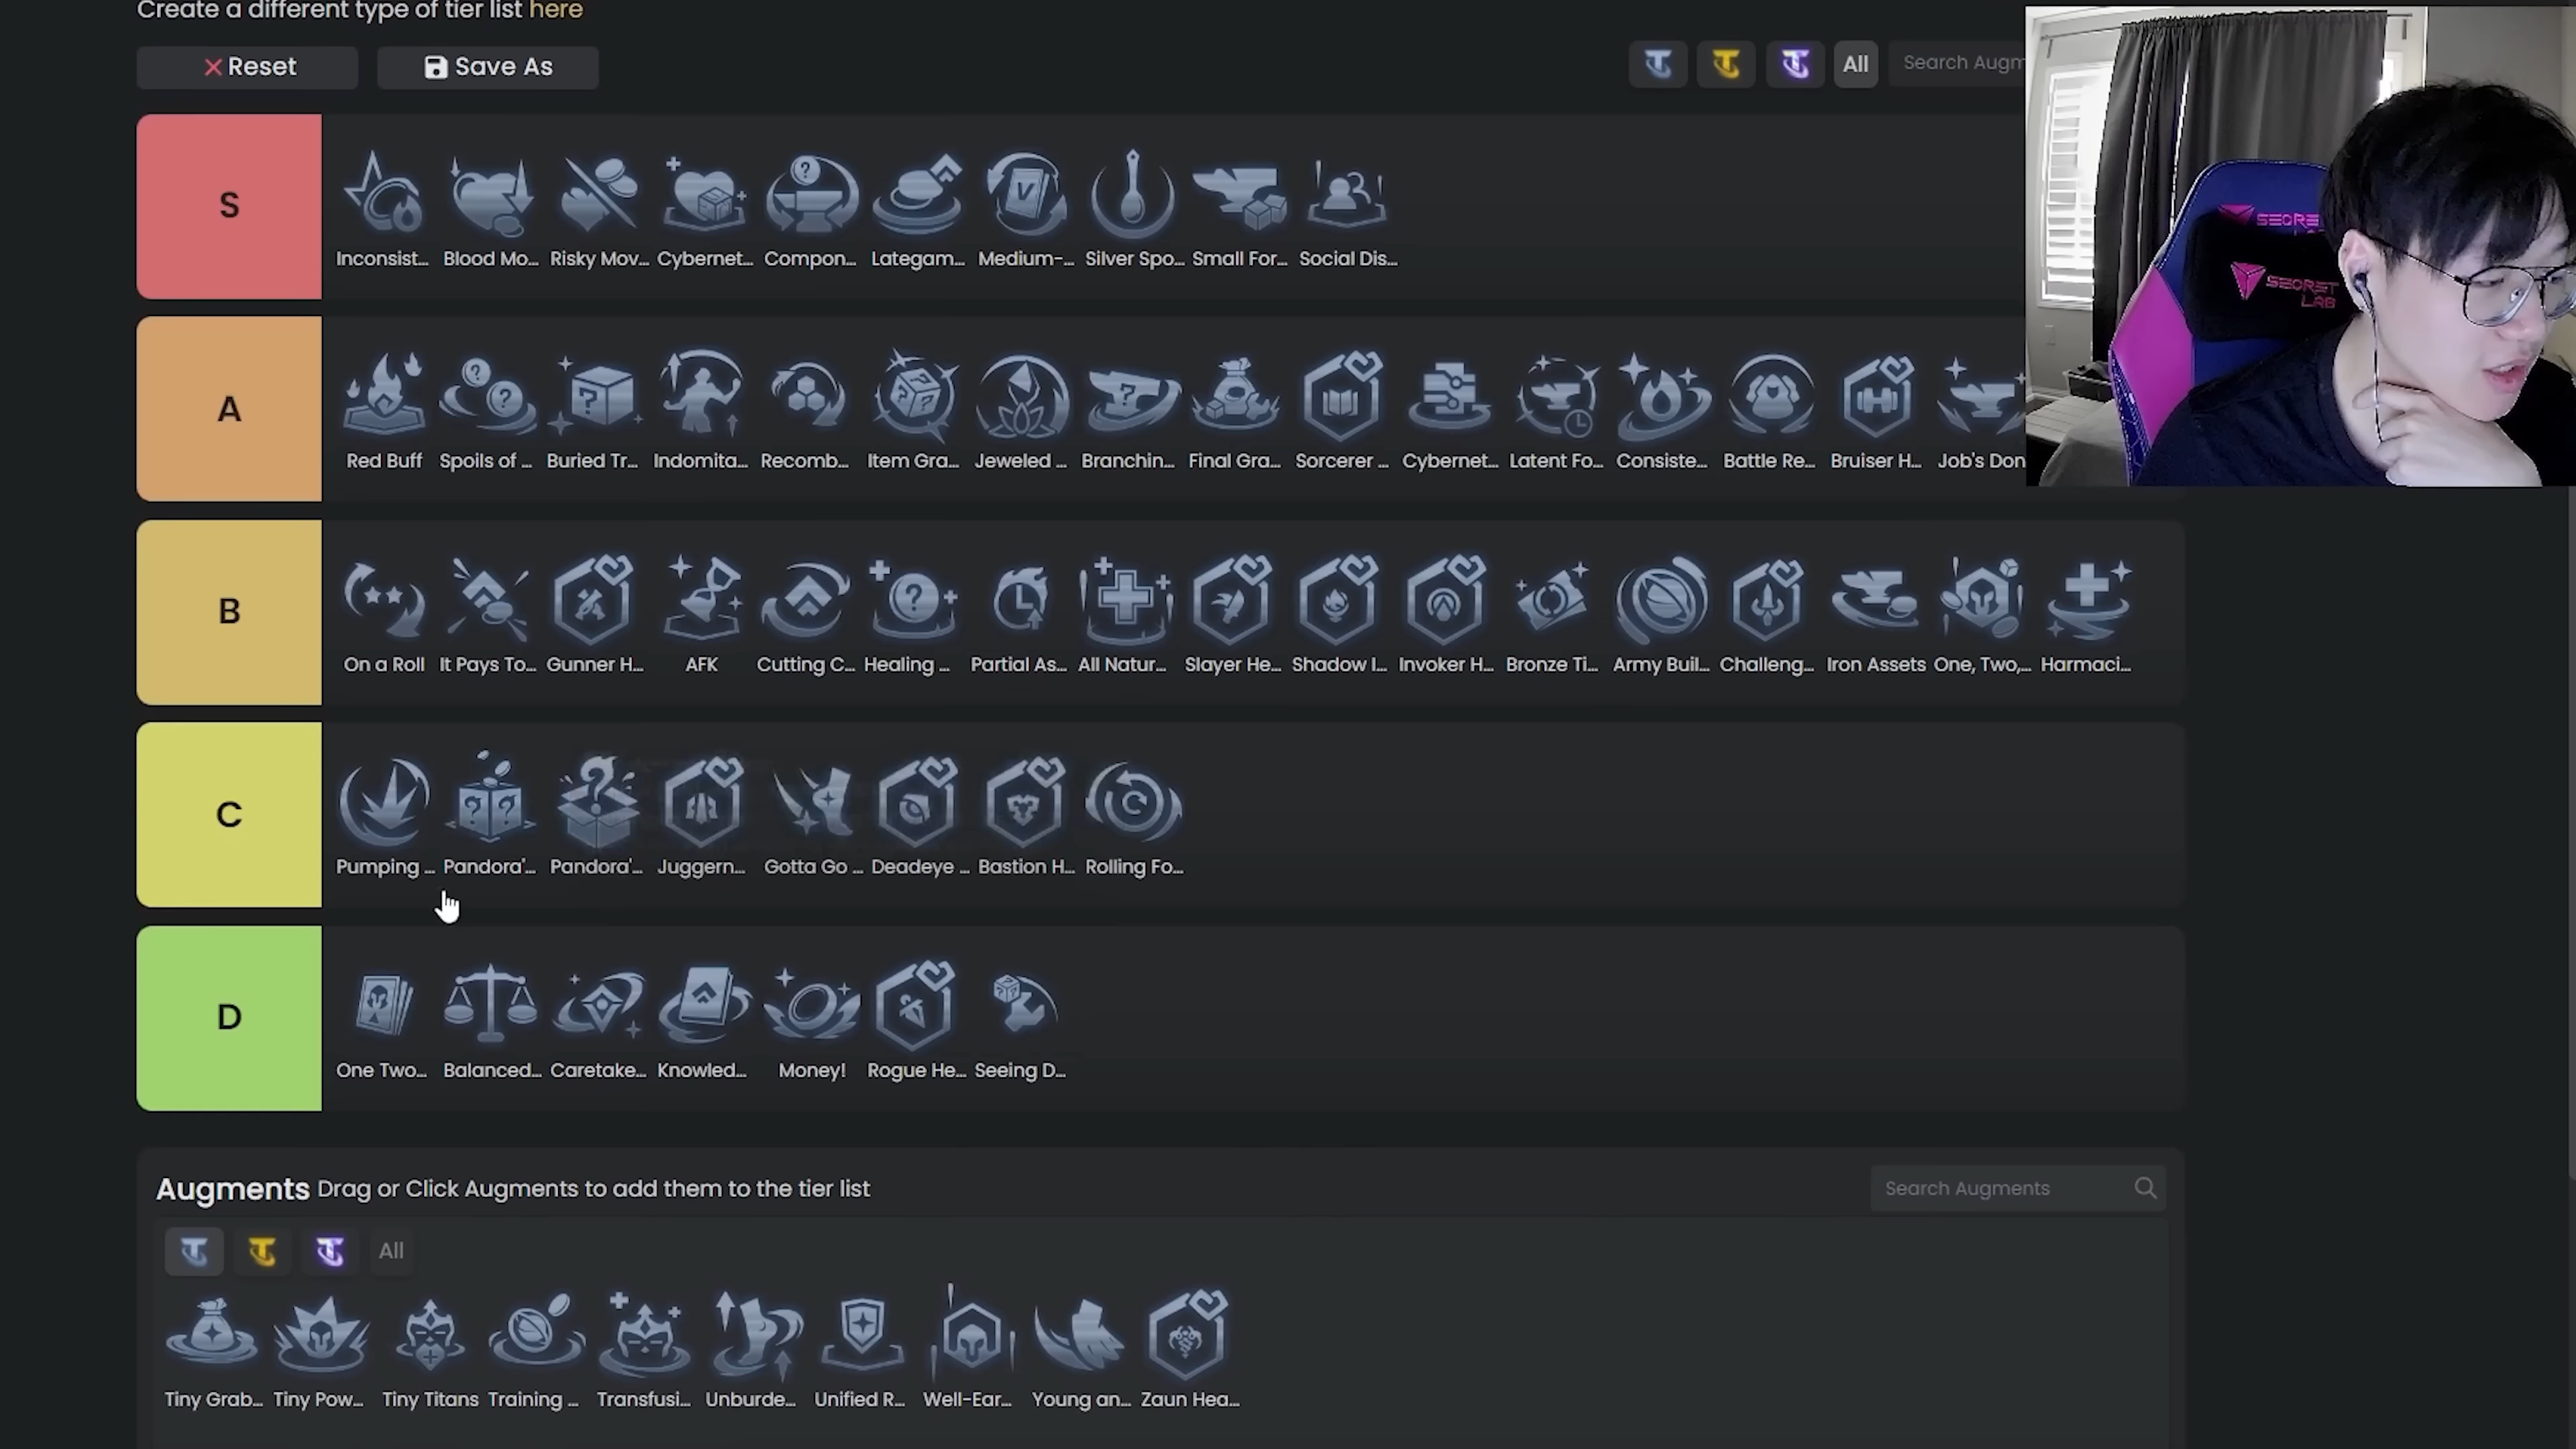 Create a different type of tier list here
Reset
Save As
All
Search Augm
S
Inconsist... Blood Mo... Risky Mov... Cybernet... Compon... Lategam... Medium-... Silver Spo... Small For... Social Dis...
A
Red Buff Spoils of ... Buried Tr... Indomita... Recomb... Item Gra... Jeweled ... Branchin... Final Gra... Sorcerer ... Cybernet... Latent Fo... Consiste... Battle Re... Bruiser H... Job's Don
B
On a Roll It Pays To... Gunner H... AFK Cutting C... Healing ... Partial As... All Natur... Slayer He... Shadow I... Invoker H... Bronze Ti... Army Buil... Challeng... Iron Assets One, Two,... Harmaci...
C
Pumping ... Pandora'... Pandora'... Juggern... Gotta Go ... Deadeye ... Bastion H... Rolling Fo...
D
One Two... Balanced... Caretake... Knowled... Money! Rogue He... Seeing D...
Augments Drag or Click Augments to add them to the tier list
Search Augments
All
Tiny Grab... Tiny Pow... Tiny Titans Training ... Transfusi... Unburde... Unified R... Well-Ear... Young an... Zaun Hea...
SECRE
SECRET
LAB